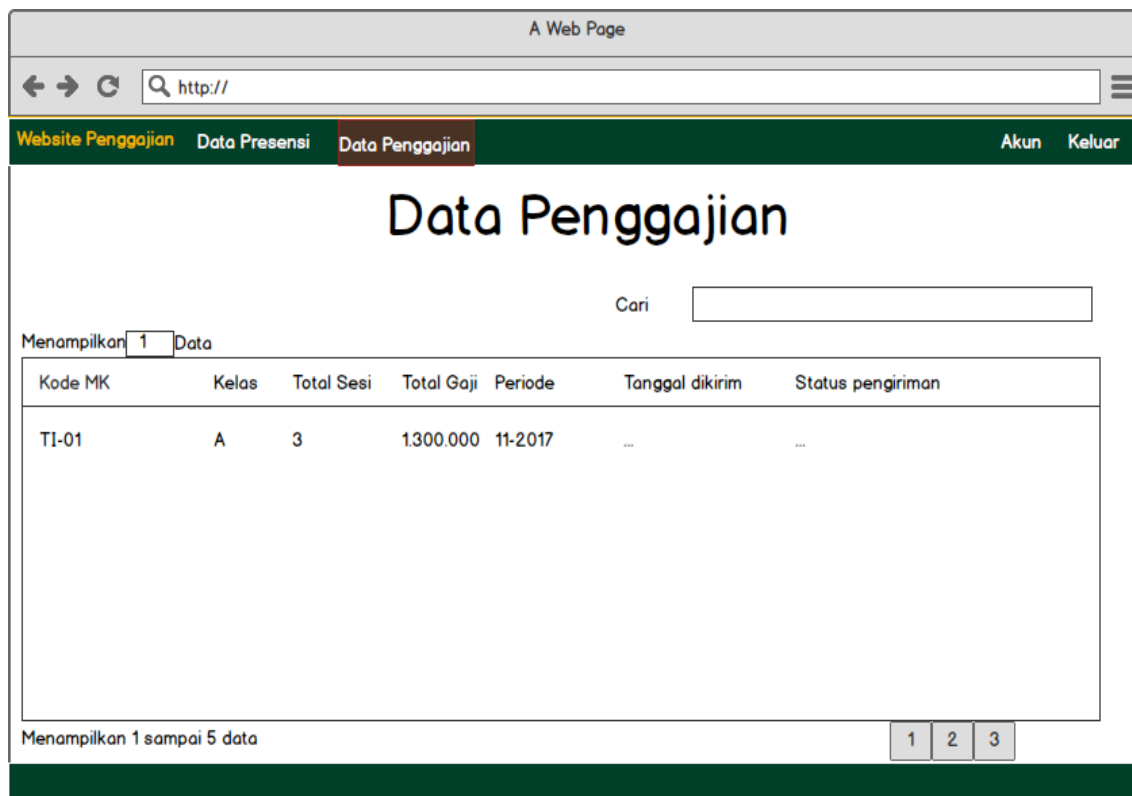 A Web Page
http://
Website Penggajian Data Presensi Data Penggajian Akun Keluar
Data Penggajian
Cari
Menampilkan 1 Data
Kode MK Kelas Total Sesi Total Gaji Periode Tanggal dikirim Status pengiriman
TI-01 A 3 1.300.000 11-2017 ... ...
Menampilkan 1 sampai 5 data 1 2 3